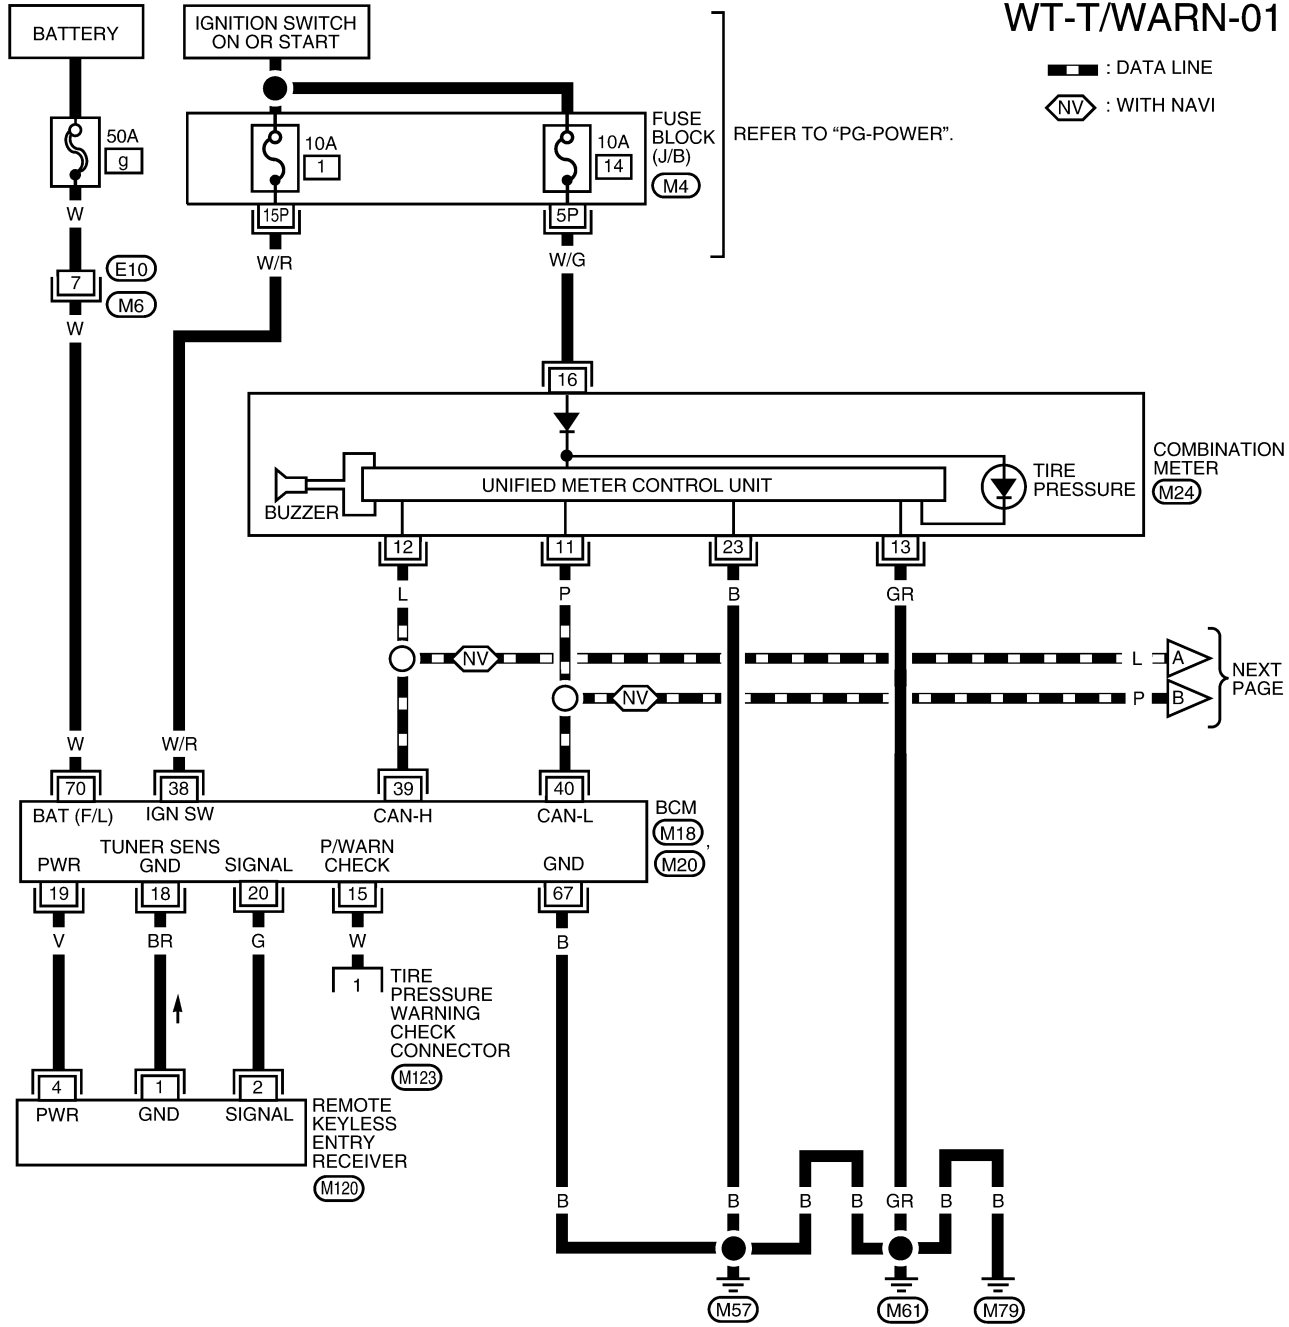 WT-T/WARN-01
BATTERY
IGNITION SWITCH
ON OR START
: DATA LINE
NV : WITH NAVI
50A
g
10A
1
10A
14
FUSE
BLOCK
(J/B)
M4
REFER TO “PG-POWER”.
15P
5P
W
W/R
W/G
7
E10
M6
W
16
COMBINATION
METER
M24
TIRE
PRESSURE
UNIFIED METER CONTROL UNIT
BUZZER
12
11
23
13
L
P
B
GR
NV
L
A
NV
P
B
NEXT
PAGE
W
W/R
70
38
39
40
BAT (F/L)
IGN SW
CAN-H
CAN-L
BCM
M18
,
M20
TUNER SENS
PWR
GND
SIGNAL
P/WARN
CHECK
GND
19
18
20
15
67
V
BR
G
W
B
1
TIRE
PRESSURE
WARNING
CHECK
CONNECTOR
M123
4
1
2
PWR
GND
SIGNAL
REMOTE
KEYLESS
ENTRY
RECEIVER
M120
B
B
B
B
GR
B
B
M57
M61
M79